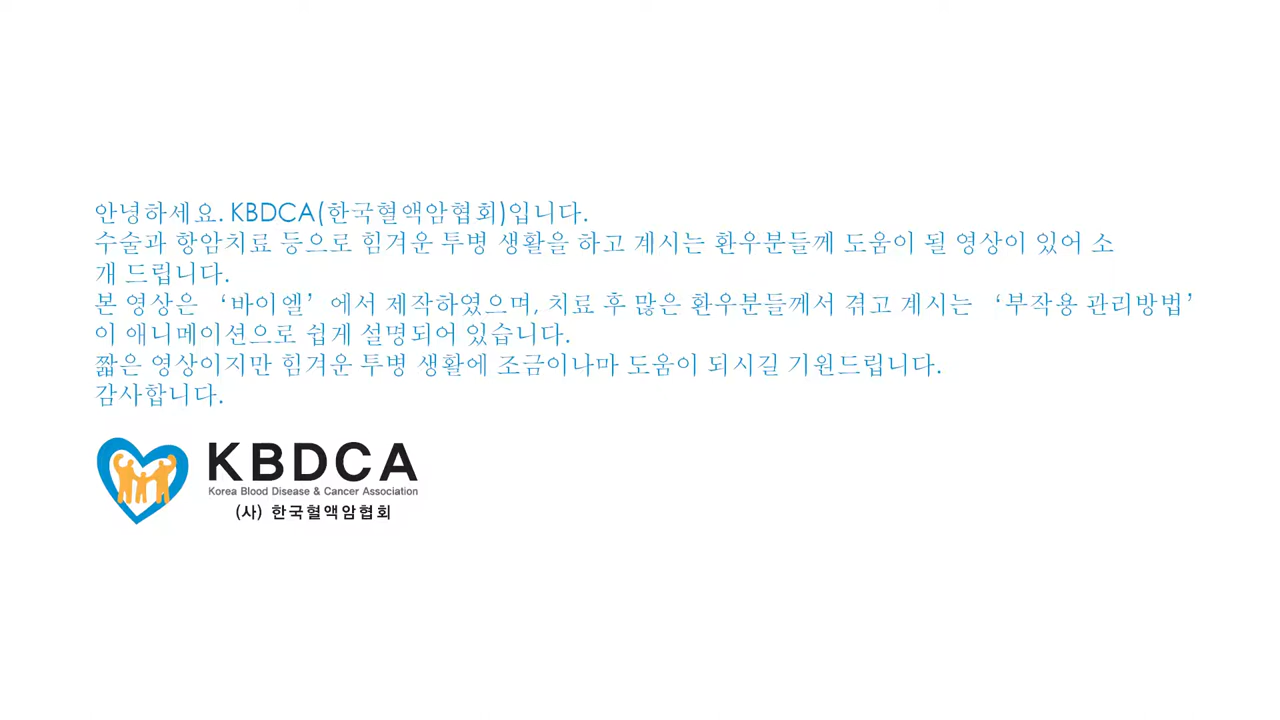 안녕하세요. KBDCA(한국혈액암협회)입니다.
수술과 항암치료 등으로 힘겨운 투병 생활을 하고 계시는 환우분들께 도움이 될 영상이 있어 소
개 드립니다.
본 영상은 ‘바이엘’에서 제작하였으며, 치료 후 많은 환우분들께서 겪고 계시는 ‘부작용 관리방법’
이 애니메이션으로 쉽게 설명되어 있습니다.
짧은 영상이지만 힘겨운 투병 생활에 조금이나마 도움이 되시길 기원드립니다.
감사합니다.
KBDCA
Korea Blood Disease & Cancer Association
(사) 한국혈액암협회